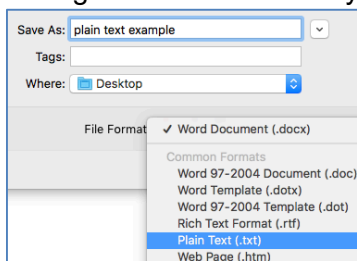 Save As: plain text example
Tags:
Where: Desktop
File Format ✓ Word Document (.docx)
Common Formats
Word 97-2004 Document (.doc)
Word Template (.dotx)
Word 97-2004 Template (.dot)
Rich Text Format (.rtf)
Plain Text (.txt)
Web Page (.htm)